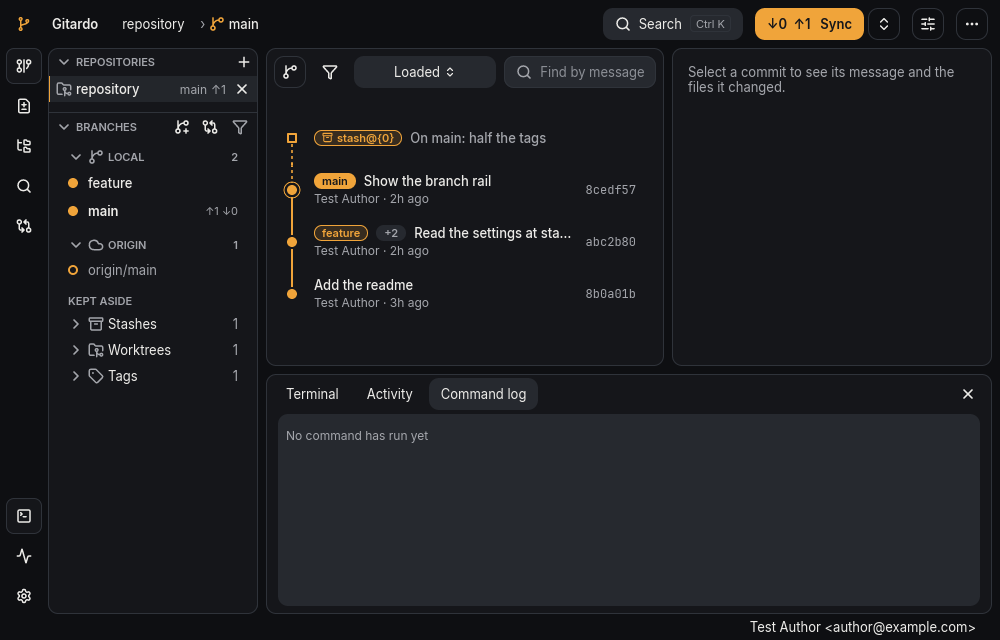 Gitardo repository main Search Ctrl K ↓0 ↑1 Sync
REPOSITORIES
repository main ↑1
BRANCHES
LOCAL 2
feature
main ↑1 ↓0
ORIGIN 1
origin/main
KEPT ASIDE
Stashes 1
Worktrees 1
Tags 1
Loaded Find by message
stash@{0} On main: half the tags
main Show the branch rail
Test Author · 2h ago 8cedf57
feature +2 Read the settings at sta...
Test Author · 2h ago abc2b80
Add the readme
Test Author · 3h ago 8b0a01b
Select a commit to see its message and the
files it changed.
Terminal Activity Command log
No command has run yet
Test Author <author@example.com>